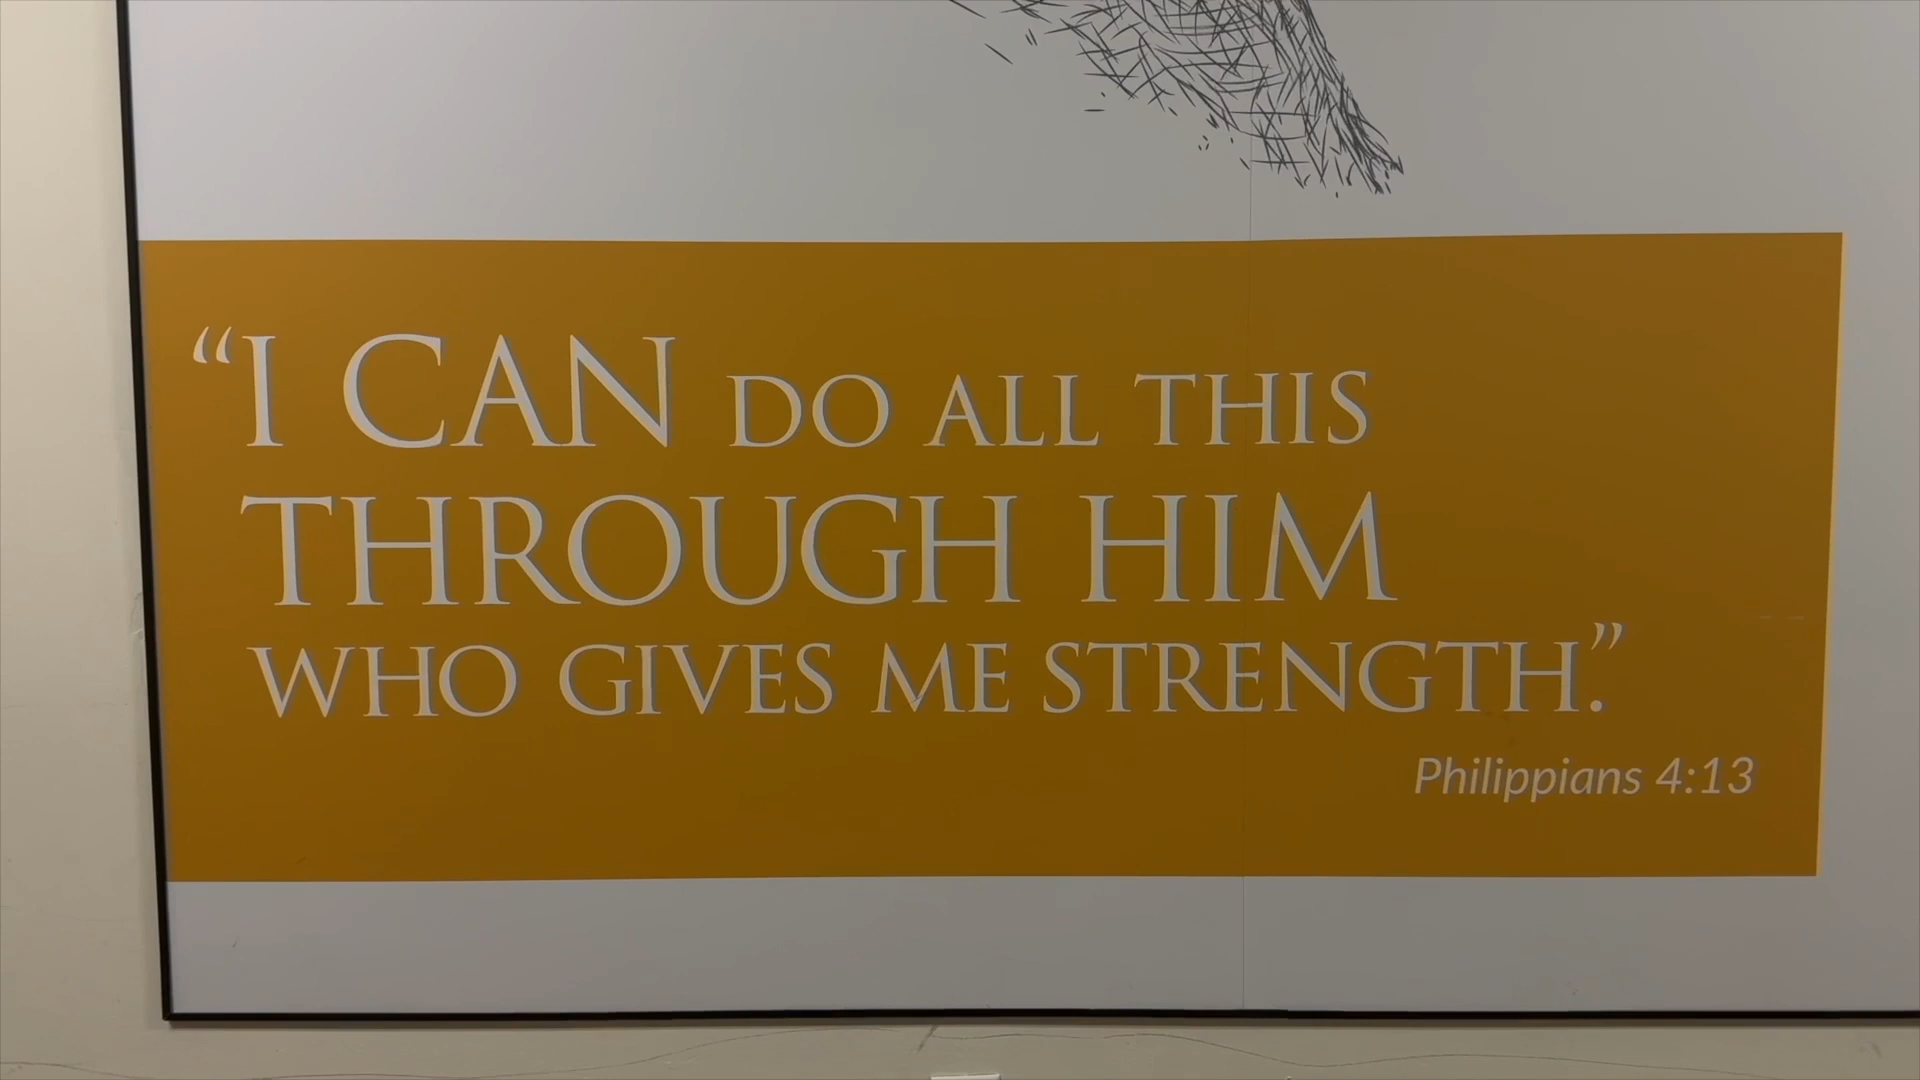 “I CAN DO ALL THIS
THROUGH HIM
WHO GIVES ME STRENGTH.”
Philippians 4:13